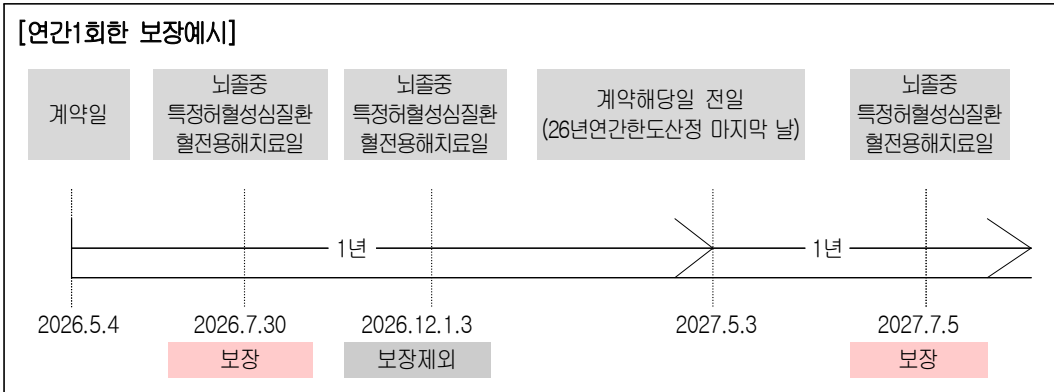 [연간1회한 보장예시]
계약일
뇌졸중
특정허혈성심질환
혈전용해치료일
뇌졸중
특정허혈성심질환
혈전용해치료일
계약해당일 전일
(26년연간한도산정 마지막 날)
뇌졸중
특정허혈성심질환
혈전용해치료일
1년
1년
2026.5.4
2026.7.30
2026.12.1.3
2027.5.3
2027.7.5
보장
보장제외
보장